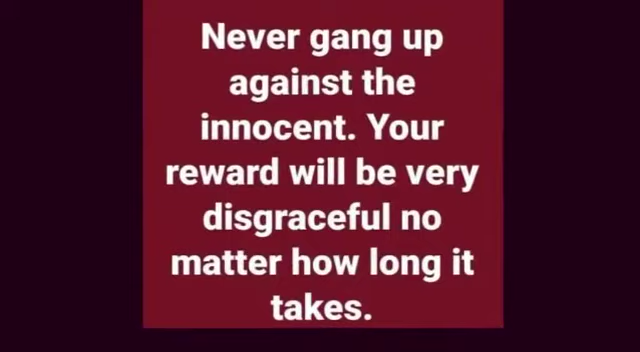 Never gang up
against the
innocent. Your
reward will be very
disgraceful no
matter how long it
takes.